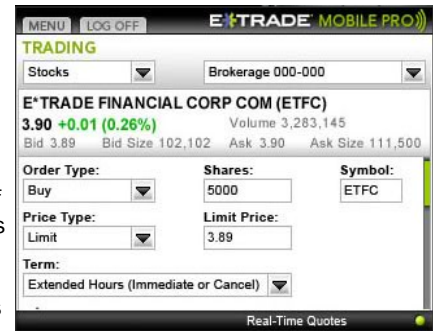 MENU LOG OFF E*TRADE MOBILE PRO
TRADING
Stocks Brokerage 000-000
E*TRADE FINANCIAL CORP COM (ETFC)
3.90 +0.01 (0.26%) Volume 3,283,145
Bid 3.89 Bid Size 102,102 Ask 3.90 Ask Size 111,500
Order Type: Shares: Symbol:
Buy 5000 ETFC
Price Type: Limit Price:
Limit 3.89
Term:
Extended Hours (Immediate or Cancel)
Real-Time Quotes